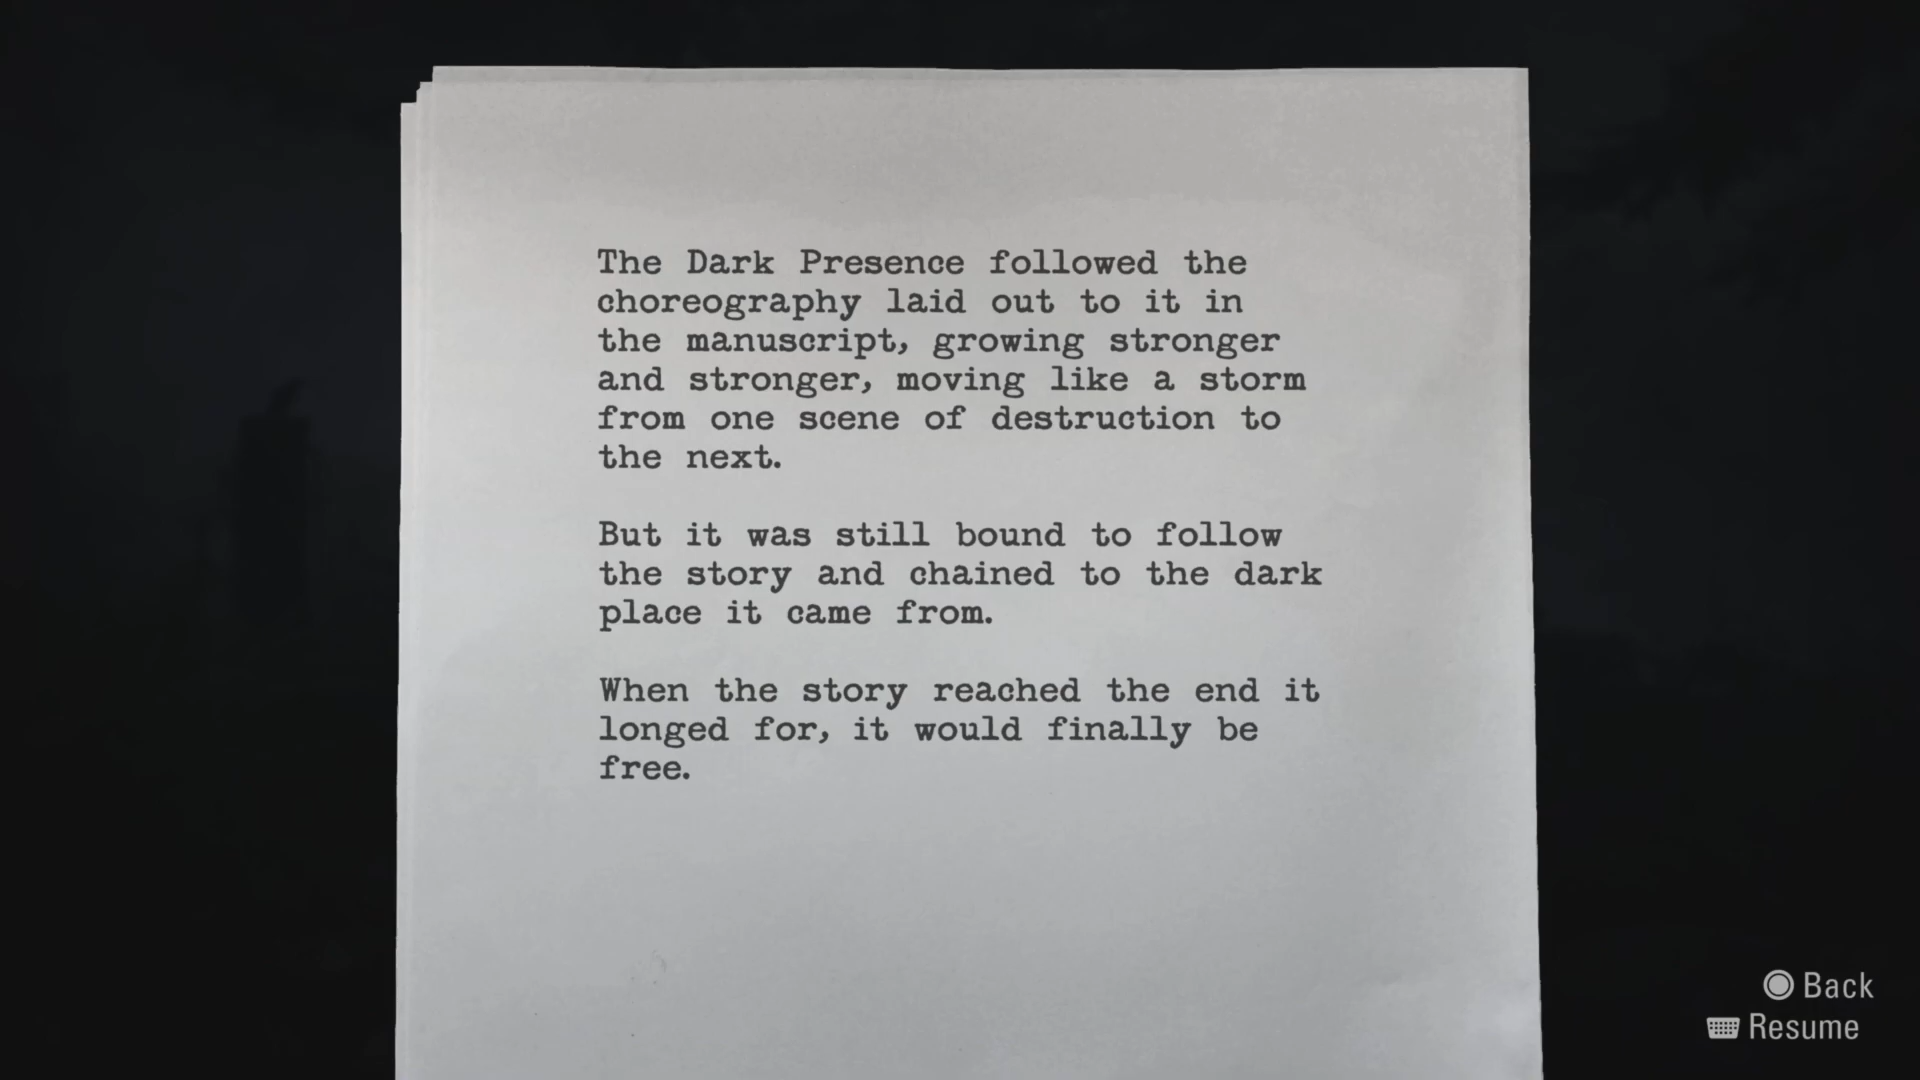 The Dark Presence followed the
choreography laid out to it in
the manuscript, growing stronger
and stronger, moving like a storm
from one scene of destruction to
the next.
But it was still bound to follow
the story and chained to the dark
place it came from.
When the story reached the end it
longed for, it would finally be
free.
Back
Resume